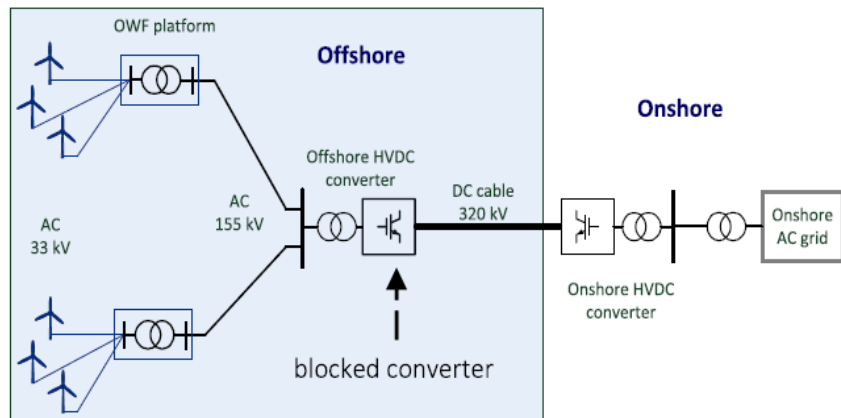 OWF platform
Offshore
Onshore
Offshore HVDC
converter
DC cable
320 kV
AC
155 kV
AC
33 kV
Onshore
AC grid
Onshore HVDC
converter
blocked converter